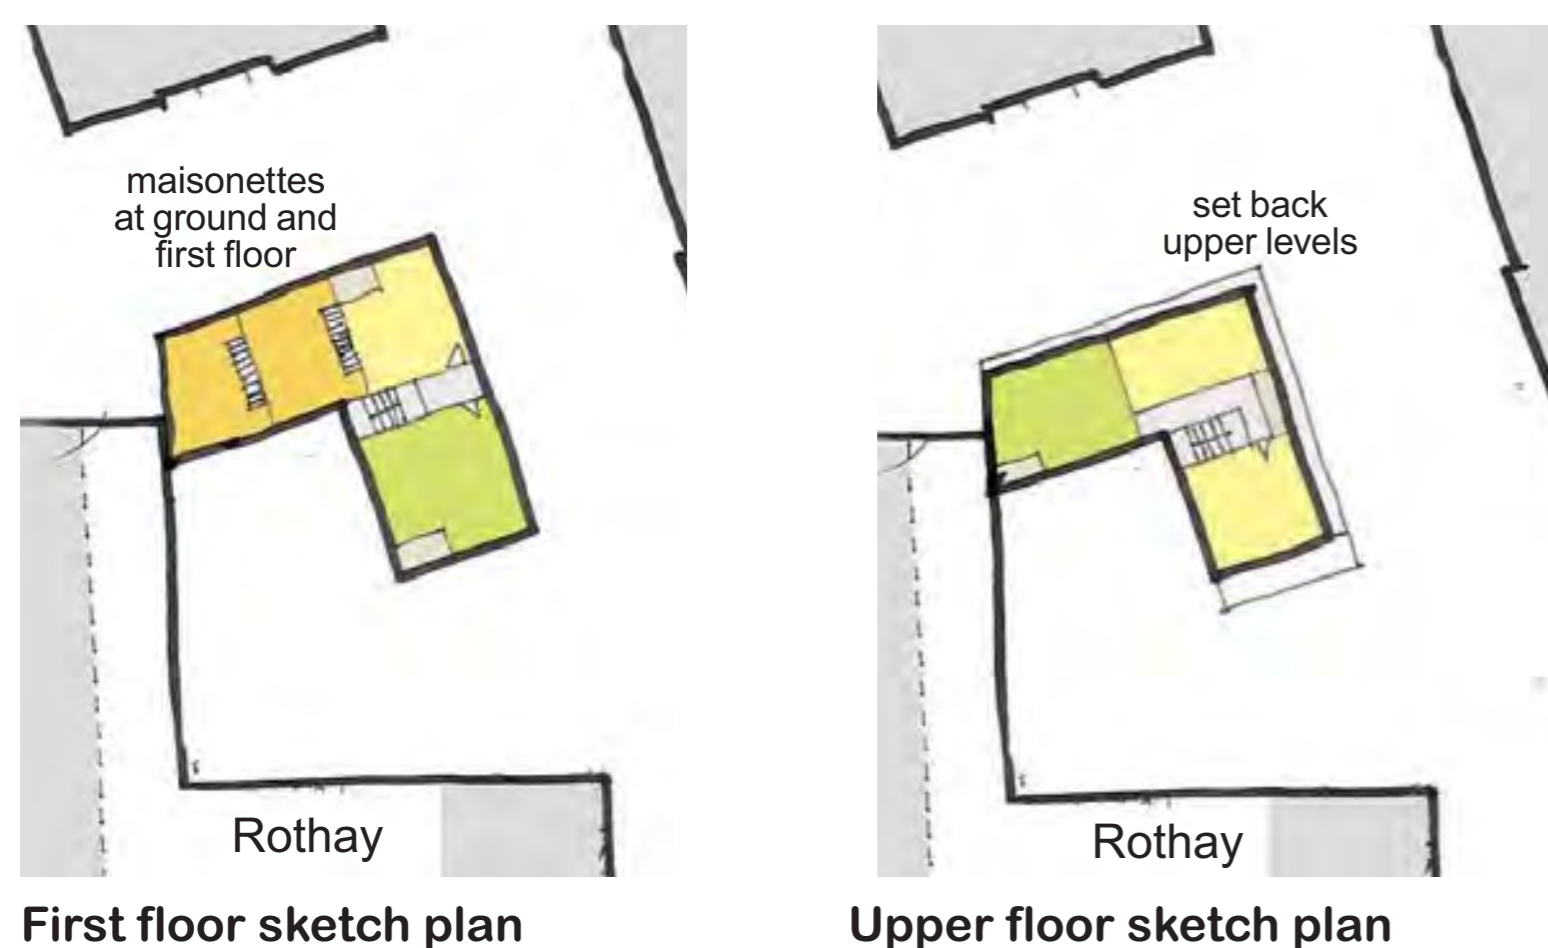 maisonettes
at ground and
first floor
Rothay
First floor sketch plan
set back
upper levels
Rothay
Upper floor sketch plan